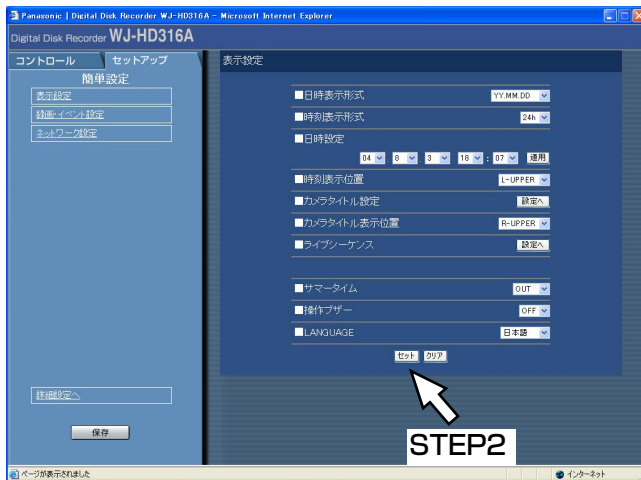 Panasonic | Digital Disk Recorder WJ-HD316A - Microsoft Internet Explorer
Digital Disk Recorder WJ-HD316A
コントロール セットアップ 表示設定
簡単設定
表示設定
録画・イベント設定
ネットワーク設定
■日時表示形式 YY.MM.DD
■時刻表示形式 24h
■日時設定
04 . 8 . 3 18 : 07 適用
■時刻表示位置 L-UPPER
■カメラタイトル設定 設定へ
■カメラタイトル表示位置 R-UPPER
■ライブシーケンス 設定へ
■サマータイム OUT
■操作ブザー OFF
■LANGUAGE 日本語
セット クリア
詳細設定へ
保存
STEP2
ページが表示されました インターネット